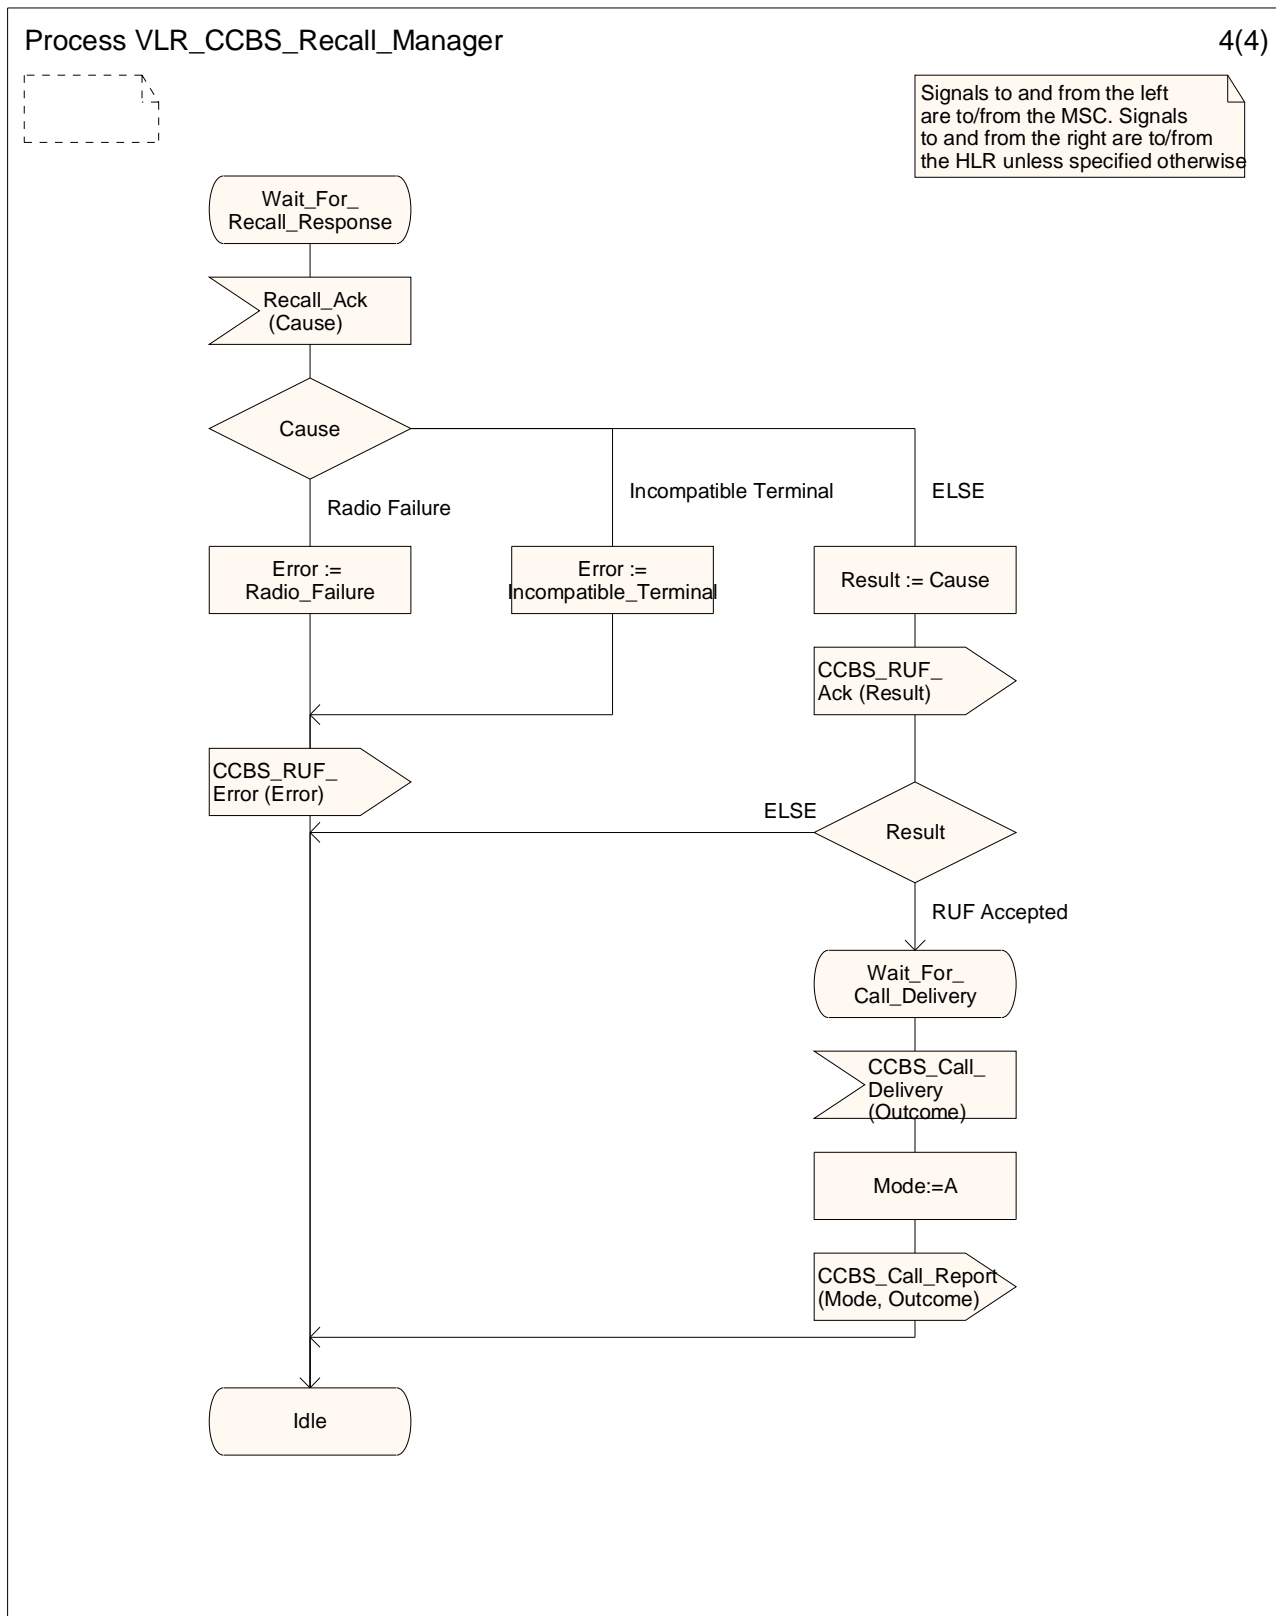 Process VLR_CCBS_Recall_Manager
4(4)
Signals to and from the left
are to/from the MSC. Signals
to and from the right are to/from
the HLR unless specified otherwise
Wait_For_
Recall_Response
Recall_Ack
(Cause)
Cause
Radio Failure
Incompatible Terminal
ELSE
Error :=
Radio_Failure
Error :=
Incompatible_Terminal
Result := Cause
CCBS_RUF_
Ack (Result)
CCBS_RUF_
Error (Error)
ELSE
Result
RUF Accepted
Wait_For_
Call_Delivery
CCBS_Call_
Delivery
(Outcome)
Mode:=A
CCBS_Call_Report
(Mode, Outcome)
Idle